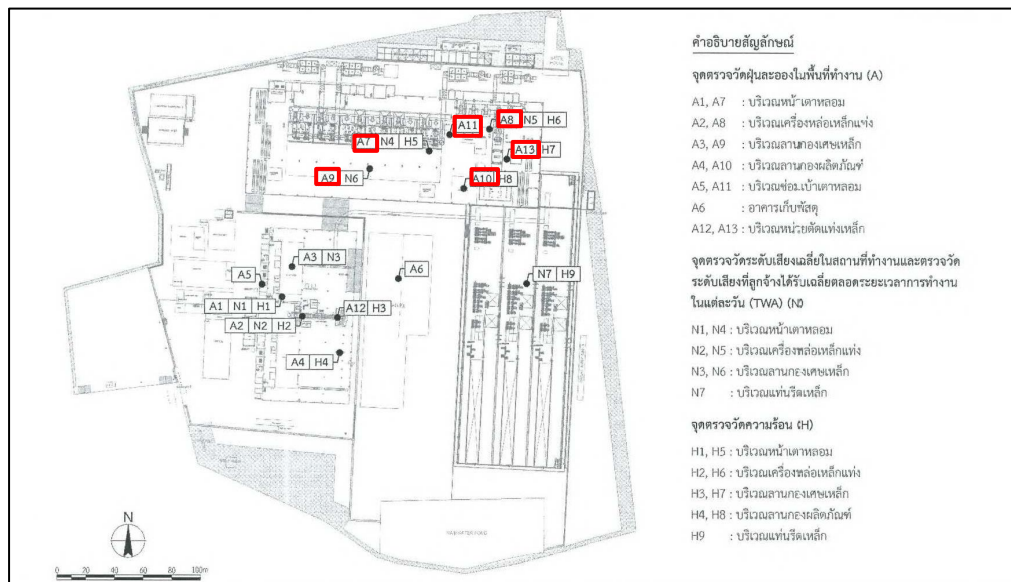 คำอธิบายสัญลักษณ์
จุดตรวจวัดฝุ่นละอองในพื้นที่ทำงาน (A)
A1, A7 : บริเวณหน้าเตาหลอม
A2, A8 : บริเวณเครื่องหล่อเหล็กแท่ง
A3, A9 : บริเวณลานกองเศษเหล็ก
A4, A10 : บริเวณลานกองผลิตภัณฑ์
A5, A11 : บริเวณซ่อมเบ้าเตาหลอม
A6 : อาคารเก็บพัสดุ
A12, A13 : บริเวณหน่วยตัดแท่งเหล็ก
จุดตรวจวัดระดับเสียงเฉลี่ยในสถานที่ทำงานและตรวจวัด
ระดับเสียงที่ลูกจ้างได้รับเฉลี่ยตลอดระยะเวลาการทำงาน
ในแต่ละวัน (TWA) (N)
N1, N4 : บริเวณหน้าเตาหลอม
N2, N5 : บริเวณเครื่องหล่อเหล็กแท่ง
N3, N6 : บริเวณลานกองเศษเหล็ก
N7 : บริเวณแท่นรีดเหล็ก
จุดตรวจวัดความร้อน (H)
H1, H5 : บริเวณหน้าเตาหลอม
H2, H6 : บริเวณเครื่องหล่อเหล็กแท่ง
H3, H7 : บริเวณลานกองเศษเหล็ก
H4, H8 : บริเวณลานกองผลิตภัณฑ์
H9 : บริเวณแท่นรีดเหล็ก
A11
A8 N5 H6
A7 N4 H5
A13 H7
A9 N6
A10 H8
A3 N3
A5
A6
N7 H9
A1 N1 H1
A12 H3
A2 N2 H2
A4 H4
N
0 20 40 60 80 100m